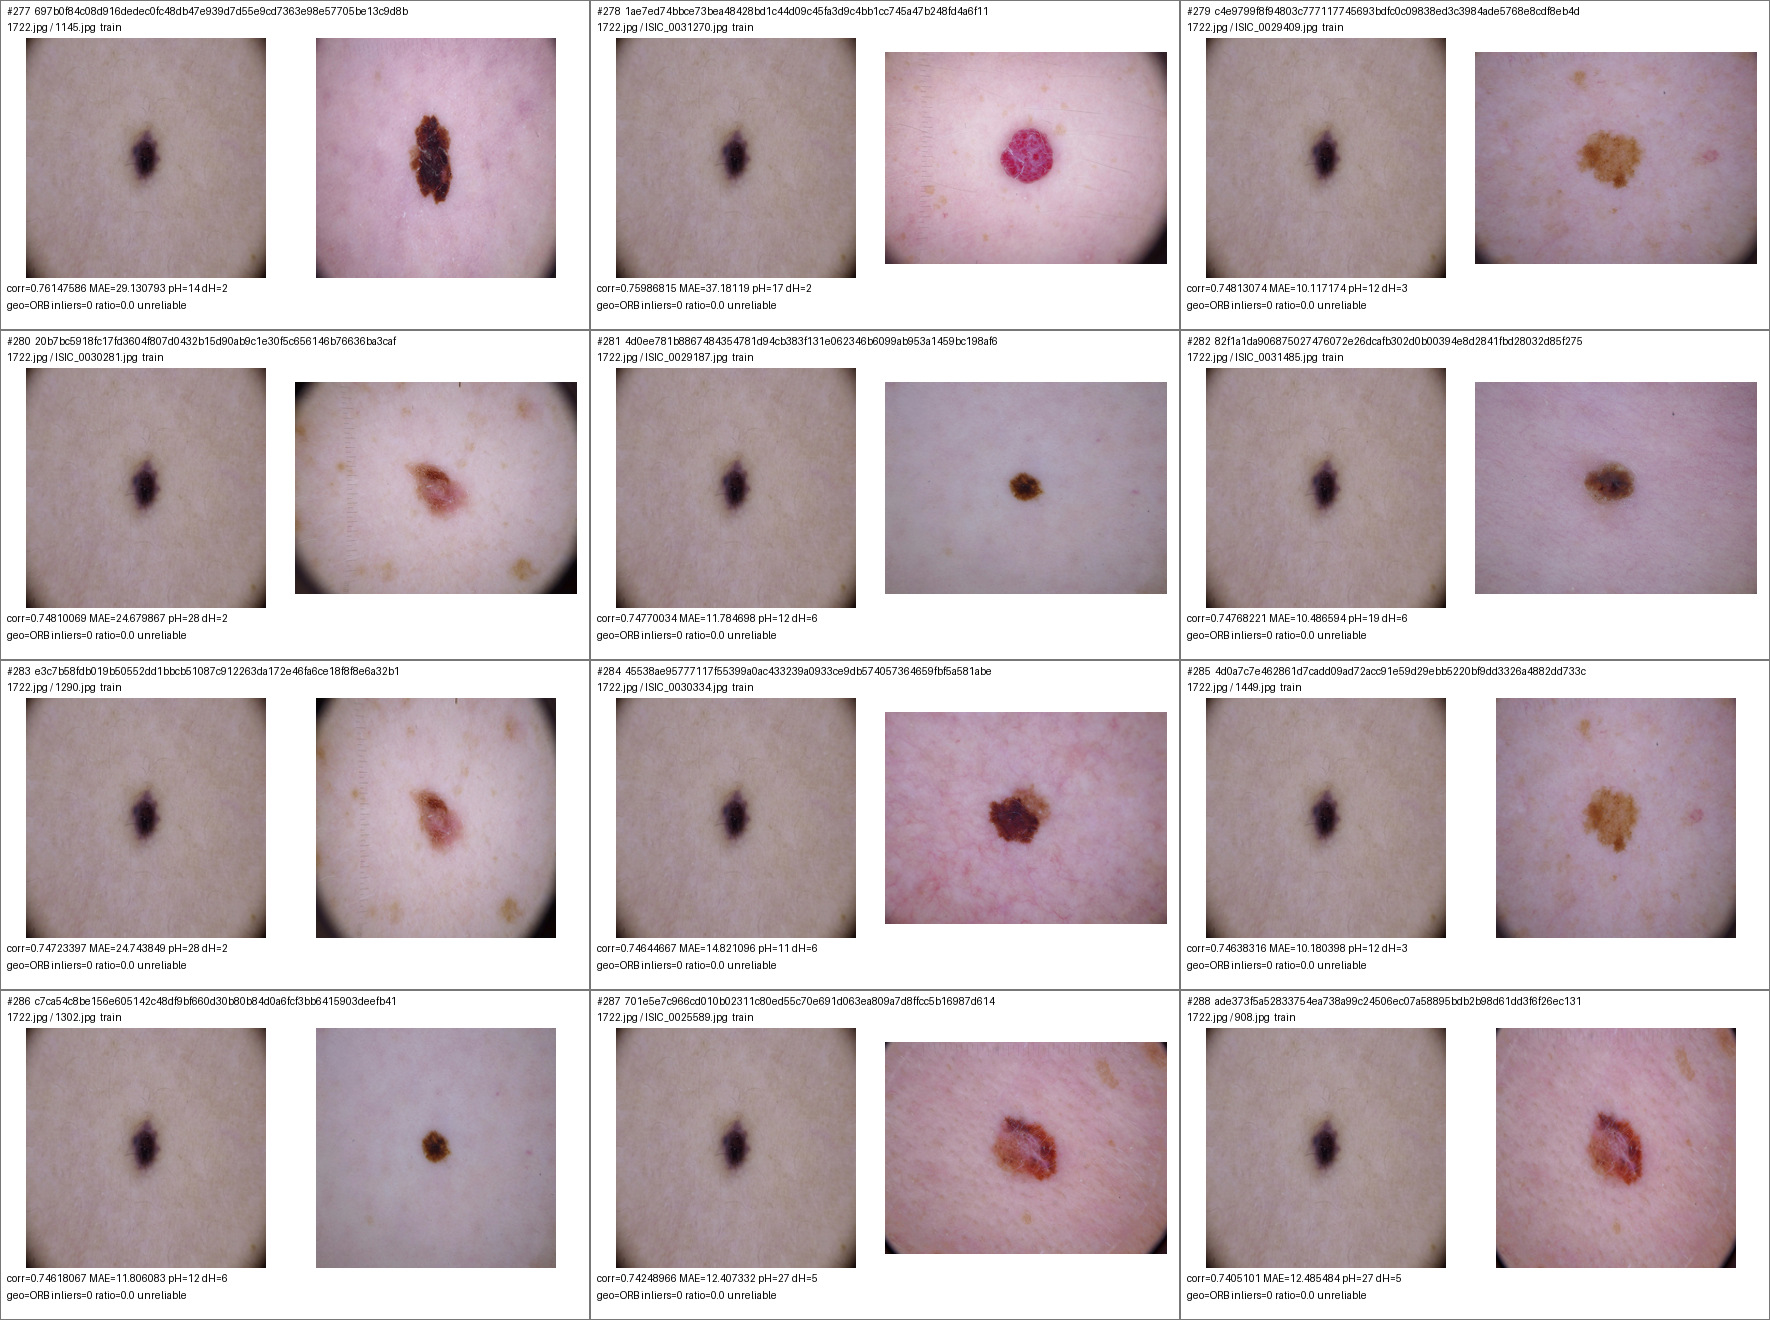 #277 697b0f84c08d916dedec0fc48db47e939d7d55e9cd7363e98e57705be13c9d8b
1722.jpg / 1145.jpg train
corr=0.76147586 MAE=29.130793 pH=14 dH=2
geo=ORB inliers=0 ratio=0.0 unreliable
#278 1ae7ed74bbce73bea48428bd1c44d09c45fa3d9c4bb1cc745a47b248fd4a6f11
1722.jpg / ISIC_0031270.jpg train
corr=0.75986815 MAE=37.18119 pH=17 dH=2
geo=ORB inliers=0 ratio=0.0 unreliable
#279 c4e9799f8f94803c777117745693bdfc0c09838ed3c3984ade5768e8cdf8eb4d
1722.jpg / ISIC_0029409.jpg train
corr=0.74813074 MAE=10.117174 pH=12 dH=3
geo=ORB inliers=0 ratio=0.0 unreliable
#280 20b7bc5918fc17fd3604f807d0432b15d90ab9c1e30f5c656146b76636ba3caf
1722.jpg / ISIC_0030281.jpg train
corr=0.74810069 MAE=24.679867 pH=28 dH=2
geo=ORB inliers=0 ratio=0.0 unreliable
#281 4d0ee781b8867484354781d94cb383f131e062346b6099ab953a1459bc198af6
1722.jpg / ISIC_0029187.jpg train
corr=0.74770034 MAE=11.784698 pH=12 dH=6
geo=ORB inliers=0 ratio=0.0 unreliable
#282 82f1a1da906875027476072e26dcafb302d0b00394e8d2841fbd28032d85f275
1722.jpg / ISIC_0031485.jpg train
corr=0.74768221 MAE=10.486594 pH=19 dH=6
geo=ORB inliers=0 ratio=0.0 unreliable
#283 e3c7b58fdb019b50552dd1bbcb51087c912263da172e46fa6ce18f8f8e6a32b1
1722.jpg / 1290.jpg train
corr=0.74723397 MAE=24.743849 pH=28 dH=2
geo=ORB inliers=0 ratio=0.0 unreliable
#284 45538ae95777117f55399a0ac433239a0933ce9db574057364659fbf5a581abe
1722.jpg / ISIC_0030334.jpg train
corr=0.74644667 MAE=14.821096 pH=11 dH=6
geo=ORB inliers=0 ratio=0.0 unreliable
#285 4d0a7c7e462861d7cadd09ad72acc91e59d29ebb5220bf9dd3326a4882dd733c
1722.jpg / 1449.jpg train
corr=0.74638316 MAE=10.180398 pH=12 dH=3
geo=ORB inliers=0 ratio=0.0 unreliable
#286 c7ca54c8be156e605142c48df9bf660d30b80b84d0a6fcf3bb6415903deefb41
1722.jpg / 1302.jpg train
corr=0.74618067 MAE=11.806083 pH=12 dH=6
geo=ORB inliers=0 ratio=0.0 unreliable
#287 701e5e7c966cd010b02311c80ed55c70e691d063ea809a7d8ffcc5b16987d614
1722.jpg / ISIC_0025589.jpg train
corr=0.74248966 MAE=12.407332 pH=27 dH=5
geo=ORB inliers=0 ratio=0.0 unreliable
#288 ade373f5a52833754ea738a99c24506ec07a58895bdb2b98d61dd3f6f26ec131
1722.jpg / 908.jpg train
corr=0.7405101 MAE=12.485484 pH=27 dH=5
geo=ORB inliers=0 ratio=0.0 unreliable